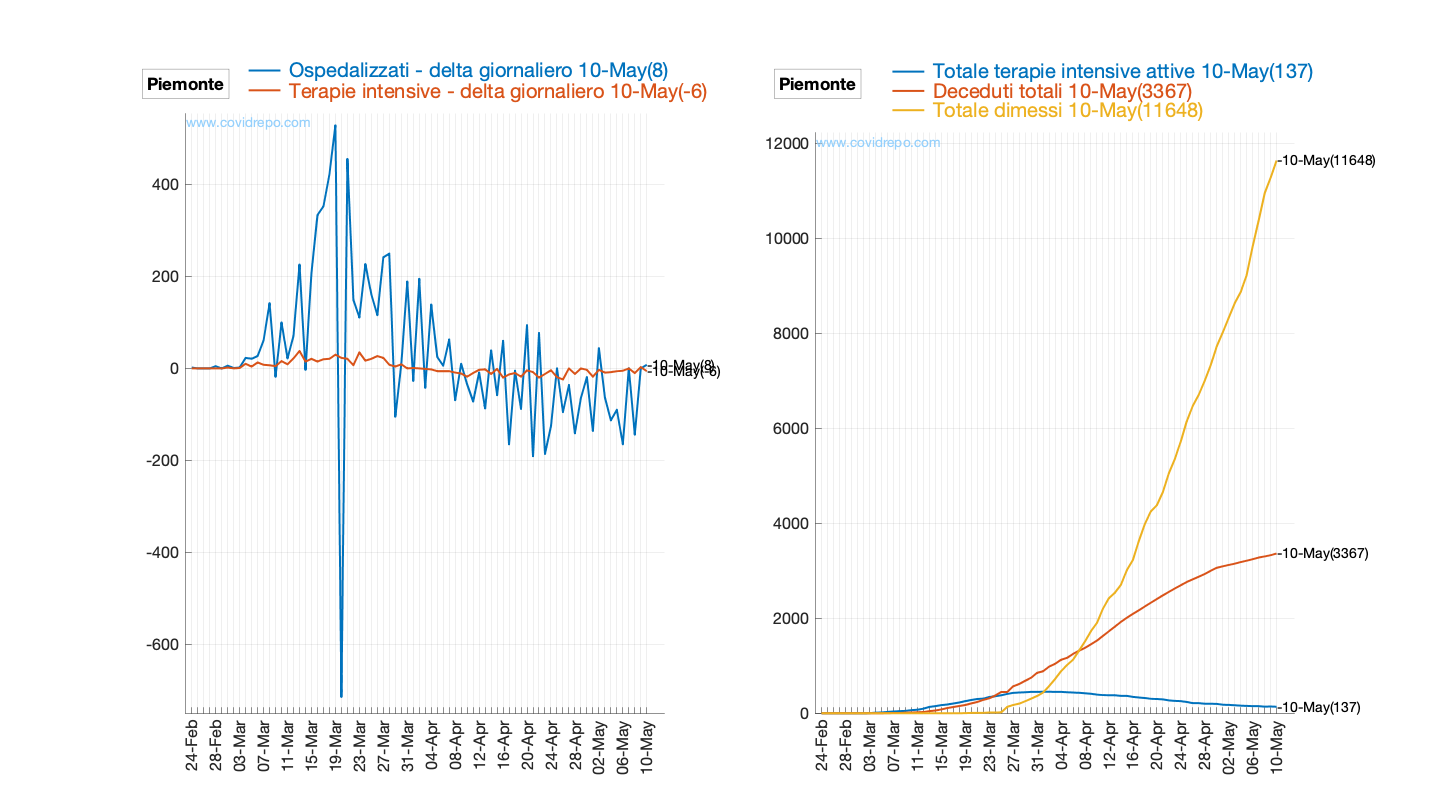 Piemonte
Ospedalizzati - delta giornaliero 10-May(8)
Terapie intensive - delta giornaliero 10-May(-6)
www.covidrepo.com
400
200
0
-200
-400
-600
-10-May(8)
-10-May(-6)
24-Feb
28-Feb
03-Mar
07-Mar
11-Mar
15-Mar
19-Mar
23-Mar
27-Mar
31-Mar
04-Apr
08-Apr
12-Apr
16-Apr
20-Apr
24-Apr
28-Apr
02-May
06-May
10-May
Piemonte
Totale terapie intensive attive 10-May(137)
Deceduti totali 10-May(3367)
Totale dimessi 10-May(11648)
www.covidrepo.com
12000
10000
8000
6000
4000
2000
0
-10-May(11648)
-10-May(3367)
-10-May(137)
24-Feb
28-Feb
03-Mar
07-Mar
11-Mar
15-Mar
19-Mar
23-Mar
27-Mar
31-Mar
04-Apr
08-Apr
12-Apr
16-Apr
20-Apr
24-Apr
28-Apr
02-May
06-May
10-May